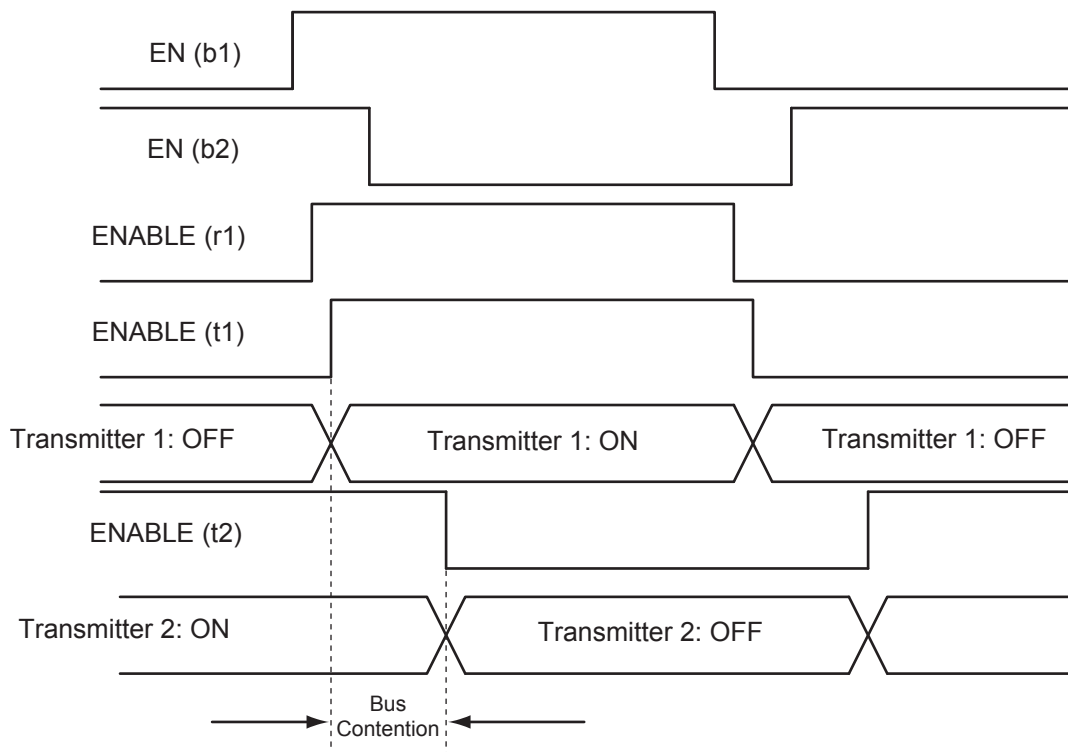 EN (b1)
EN (b2)
ENABLE (r1)
ENABLE (t1)
Transmitter 1: OFF
Transmitter 1: ON
Transmitter 1: OFF
ENABLE (t2)
Transmitter 2: ON
Transmitter 2: OFF
Bus
Contention